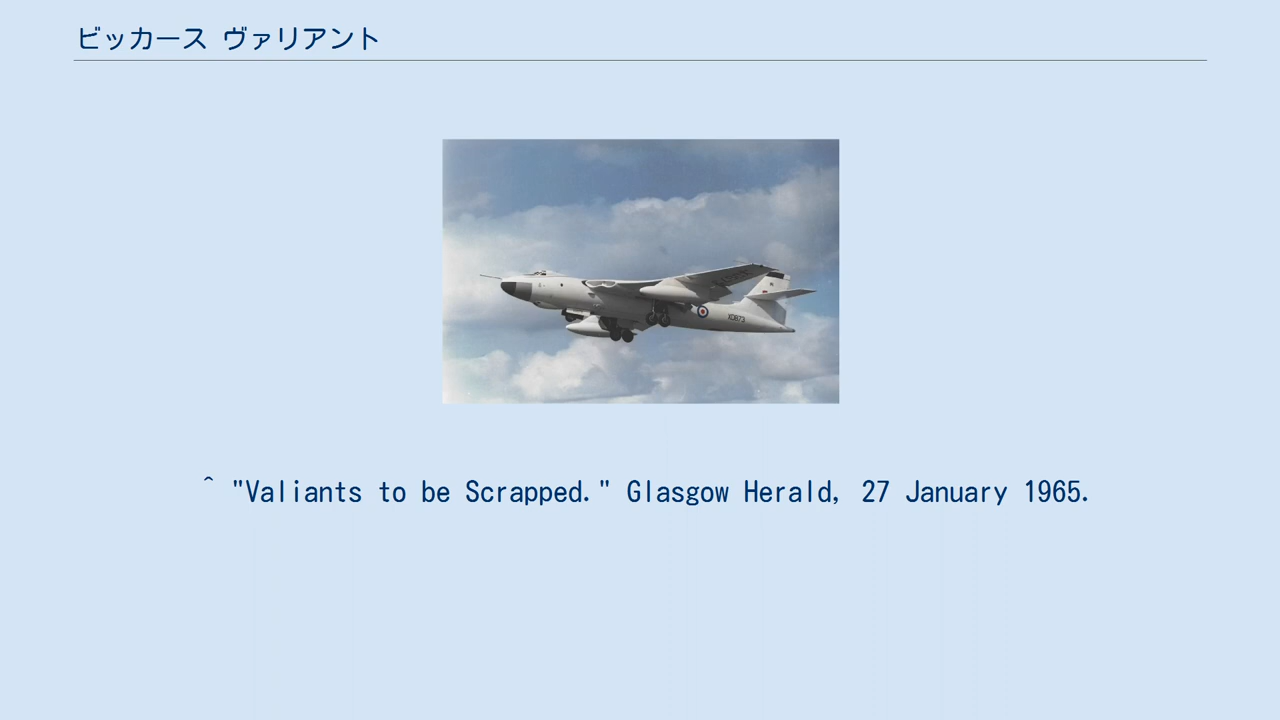 ビッカース ヴァリアント
XD873
^ "Valiants to be Scrapped." Glasgow Herald, 27 January 1965.